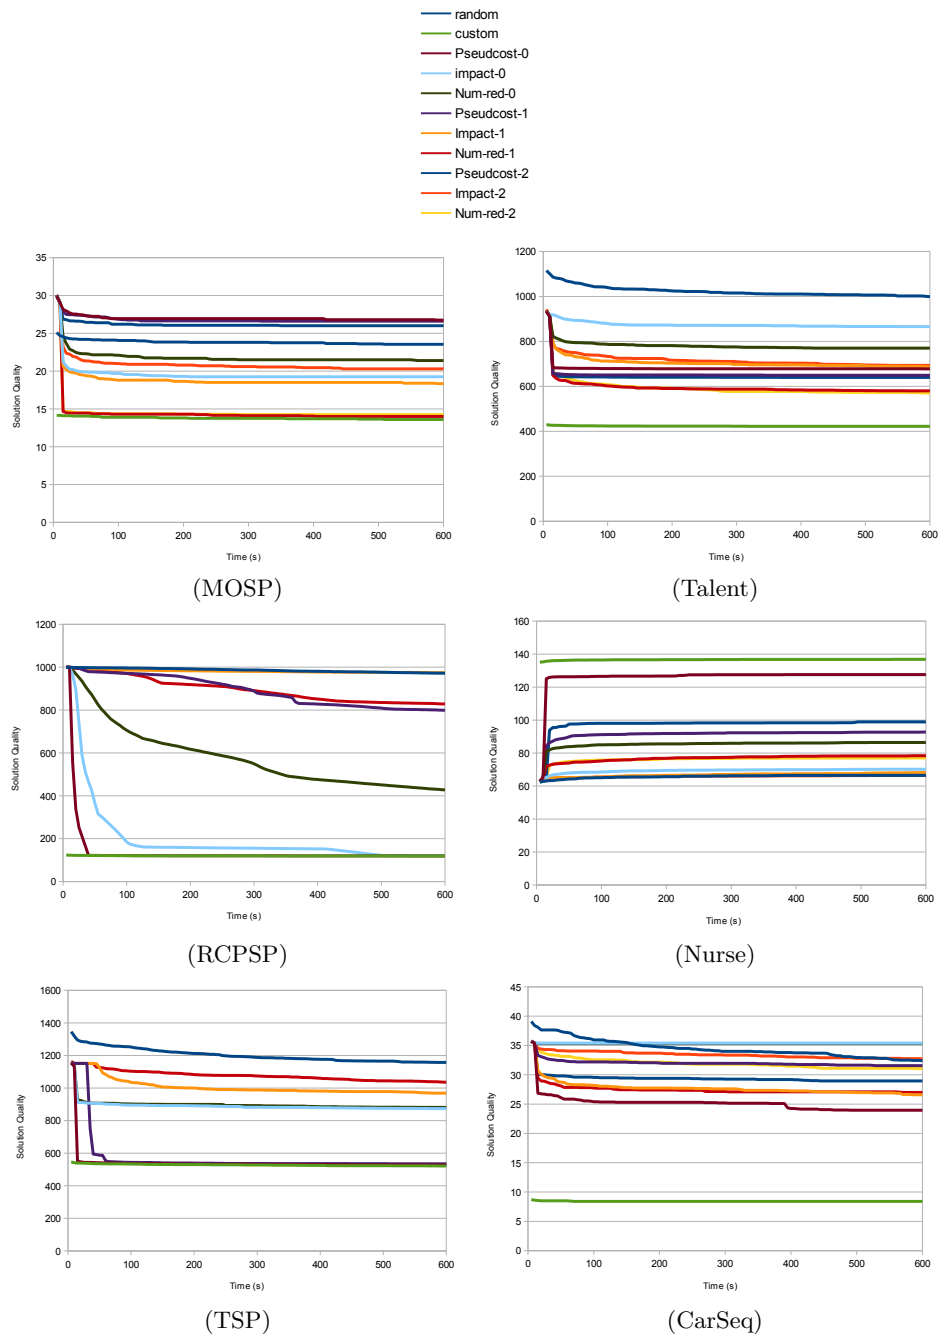 random
custom
Pseudcost-0
impact-0
Num-red-0
Pseudcost-1
Impact-1
Num-red-1
Pseudcost-2
Impact-2
Num-red-2
35
30
25
20
15
10
5
0
Solution Quality
0 100 200 300 400 500 600
Time (s)
(MOSP)
1200
1000
800
600
400
200
0
Solution Quality
0 100 200 300 400 500 600
Time (s)
(Talent)
1200
1000
800
600
400
200
0
Solution Quality
0 100 200 300 400 500 600
Time (s)
(RCPSP)
160
140
120
100
80
60
40
20
0
Solution Quality
0 100 200 300 400 500 600
Time (s)
(Nurse)
1600
1400
1200
1000
800
600
400
200
0
Solution Quality
0 100 200 300 400 500 600
Time (s)
(TSP)
45
40
35
30
25
20
15
10
5
0
Solution Quality
0 100 200 300 400 500 600
Time (s)
(CarSeq)